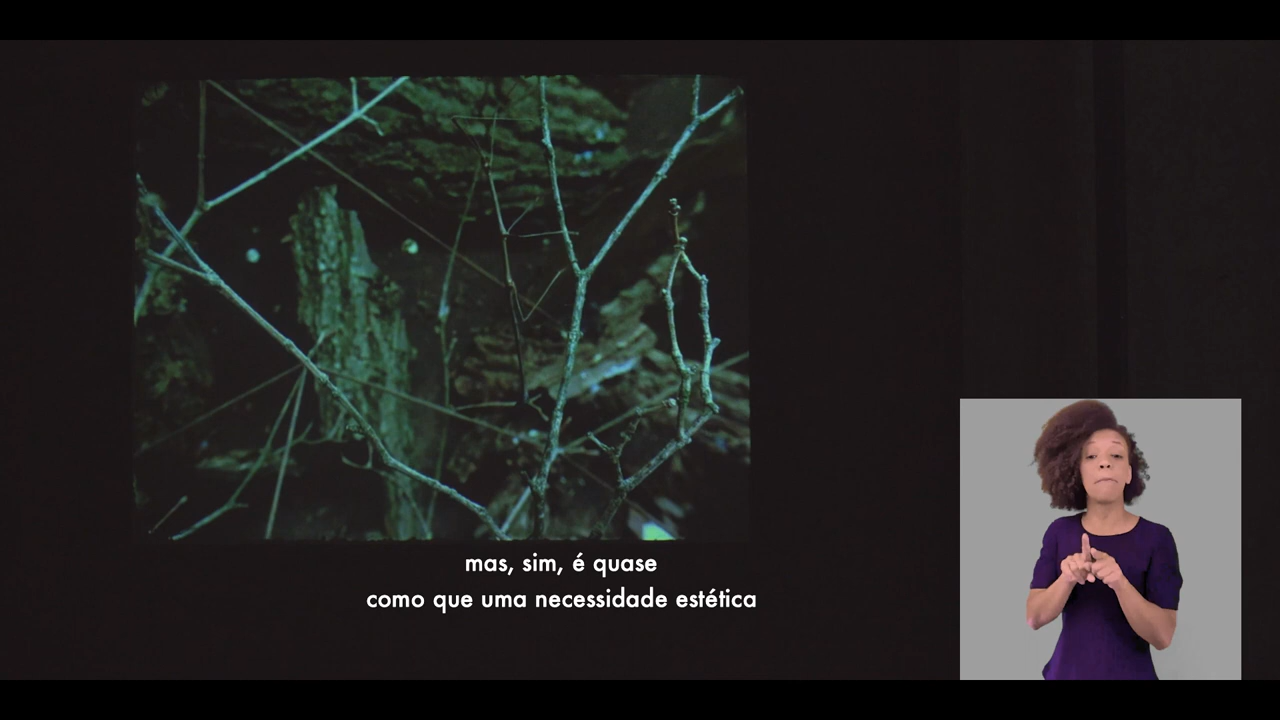 mas, sim, é quase
como que uma necessidade estética